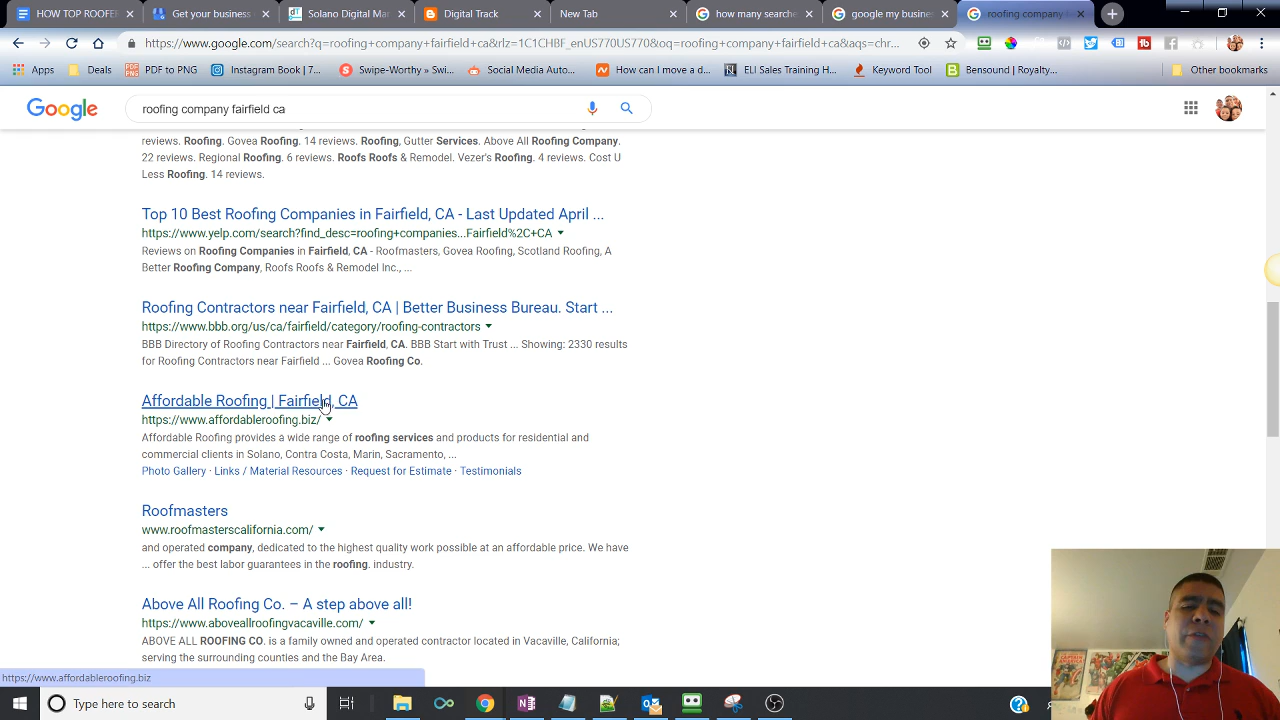 HOW TOP ROOFER
Get your business
Solano Digital Mar
Digital Track
New Tab
how many searche
google my busines
roofing company f
https://www.google.com/search?q=roofing+company+fairfield+ca&rlz=1C1CHBF_enUS770US770&oq=roofing+company+fairfield+ca&aqs=chr...
Apps
Deals
PDF to PNG
Instagram Book | 7...
Swipe-Worthy » Swi...
Social Media Auto...
How can I move a d...
ELI Sales Training H...
Keyword Tool
Bensound | Royalty...
Other bookmarks
Google
roofing company fairfield ca
reviews. Roofing. Govea Roofing. 14 reviews. Roofing, Gutter Services. Above All Roofing Company.
22 reviews. Regional Roofing. 6 reviews. Roofs Roofs & Remodel. Vezer's Roofing. 4 reviews. Cost U
Less Roofing. 14 reviews.
Top 10 Best Roofing Companies in Fairfield, CA - Last Updated April ...
https://www.yelp.com/search?find_desc=roofing+companies...Fairfield%2C+CA
Reviews on Roofing Companies in Fairfield, CA - Roofmasters, Govea Roofing, Scotland Roofing, A
Better Roofing Company, Roofs Roofs & Remodel Inc., ...
Roofing Contractors near Fairfield, CA | Better Business Bureau. Start ...
https://www.bbb.org/us/ca/fairfield/category/roofing-contractors
BBB Directory of Roofing Contractors near Fairfield, CA. BBB Start with Trust ... Showing: 2330 results
for Roofing Contractors near Fairfield ... Govea Roofing Co.
Affordable Roofing | Fairfield, CA
https://www.affordableroofing.biz/
Affordable Roofing provides a wide range of roofing services and products for residential and
commercial clients in Solano, Contra Costa, Marin, Sacramento, ...
Photo Gallery · Links / Material Resources · Request for Estimate · Testimonials
Roofmasters
www.roofmasterscalifornia.com/
and operated company, dedicated to the highest quality work possible at an affordable price. We have
... offer the best labor guarantees in the roofing. industry.
Above All Roofing Co. – A step above all!
https://www.aboveallroofingvacaville.com/
ABOVE ALL ROOFING CO. is a family owned and operated contractor located in Vacaville, California;
serving the surrounding counties and the Bay Area.
https://www.affordableroofing.biz
Type here to search